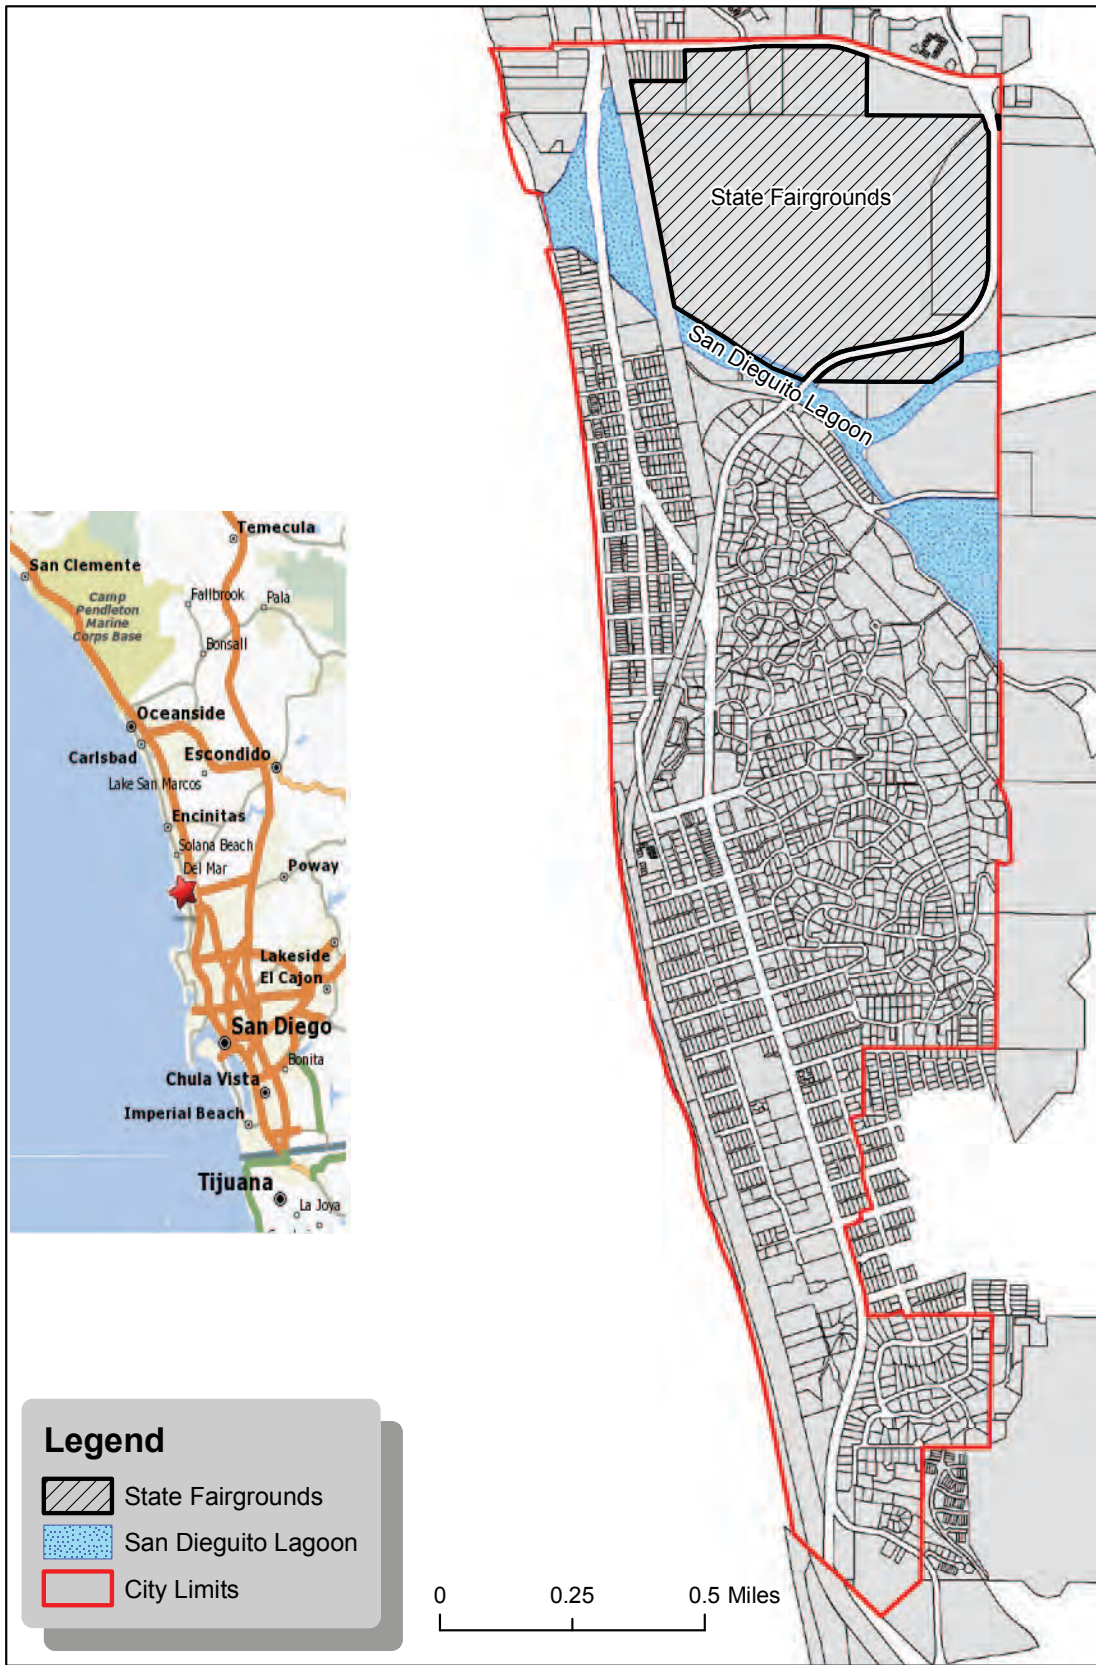 State Fairgrounds
San Dieguito Lagoon
Temecula
San Clemente
Camp
Pendleton
Marine
Corps Base
Fallbrook
Pala
Bonsall
Oceanside
Carlsbad
Escondido
Lake San Marcos
Encinitas
Solana Beach
Del Mar
Poway
Lakeside
El Cajon
San Diego
Bonita
Chula Vista
Imperial Beach
Tijuana
La Joya
Legend
State Fairgrounds
San Dieguito Lagoon
City Limits
0 0.25 0.5 Miles